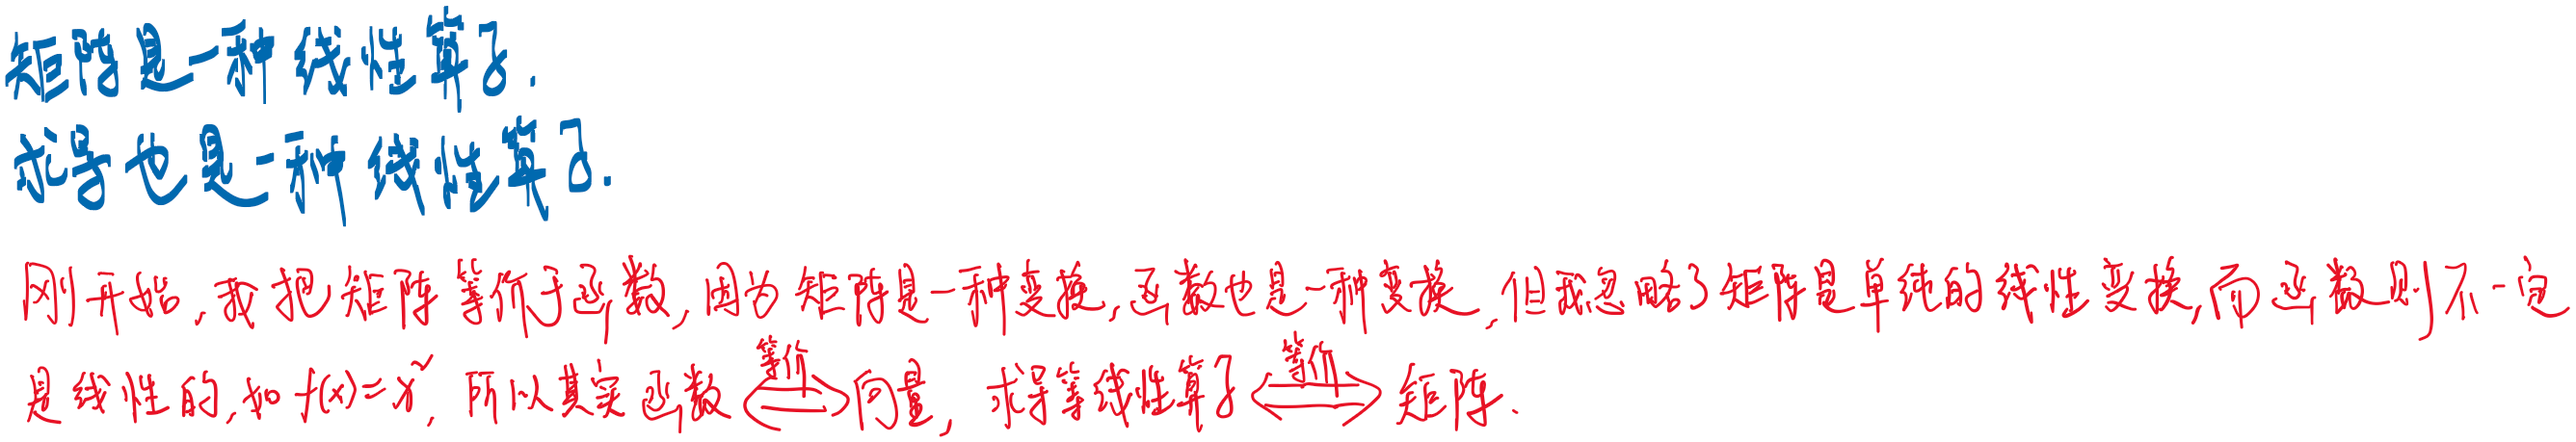 矩阵是一种线性算子.
求导也是一种线性算子.
刚开始,我把矩阵等价于函数,因为矩阵是一种变换,函数也是一种变换,但我忽略了矩阵是单纯的线性变换,而函数则不一定
是线性的,如 f(x)=x², 所以其实函数 <=等价=> 向量, 求导等线性算子 <=等价=> 矩阵.